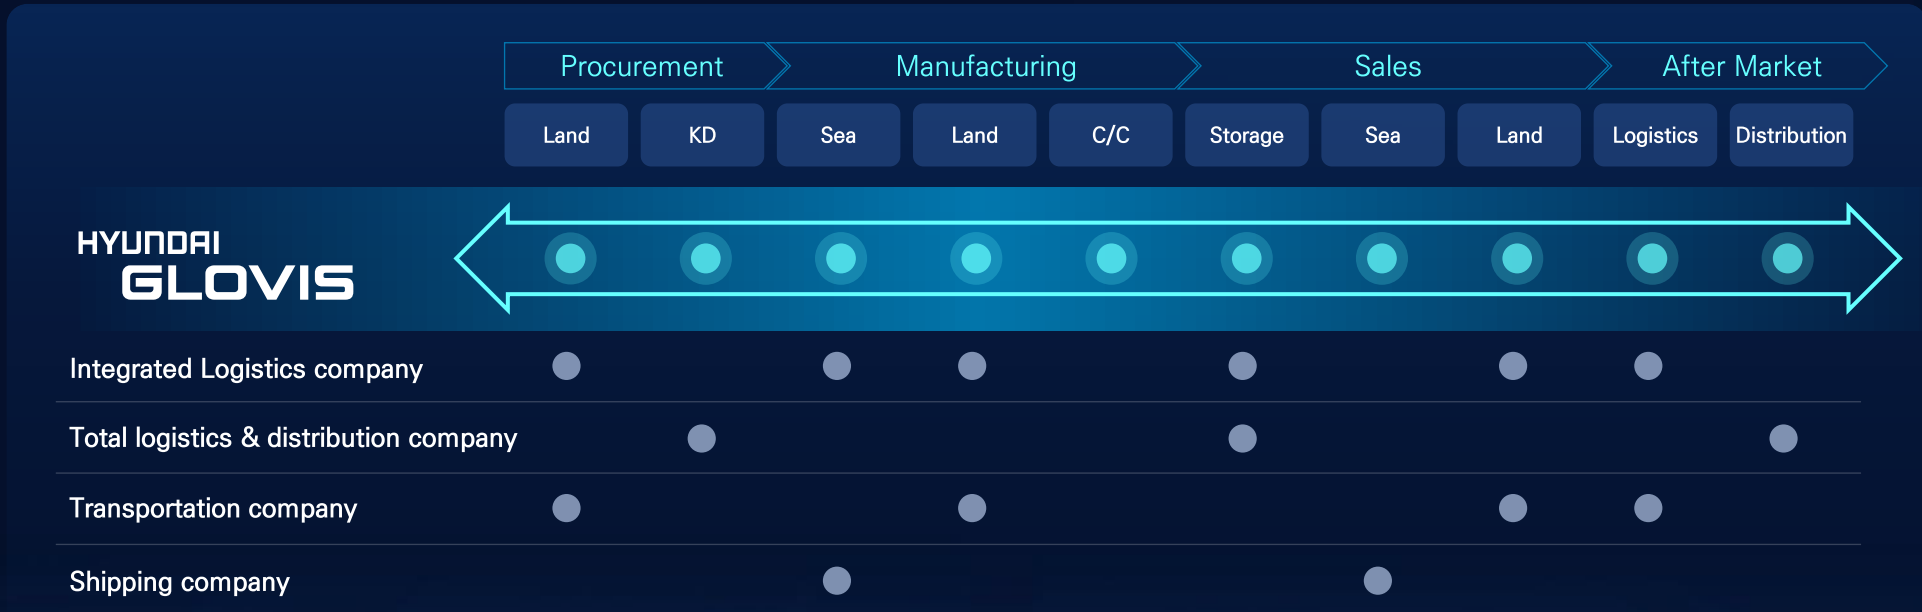 Procurement Manufacturing Sales After Market
Land KD Sea Land C/C Storage Sea Land Logistics Distribution
HYUNDAI
GLOVIS
Integrated Logistics company
Total logistics & distribution company
Transportation company
Shipping company